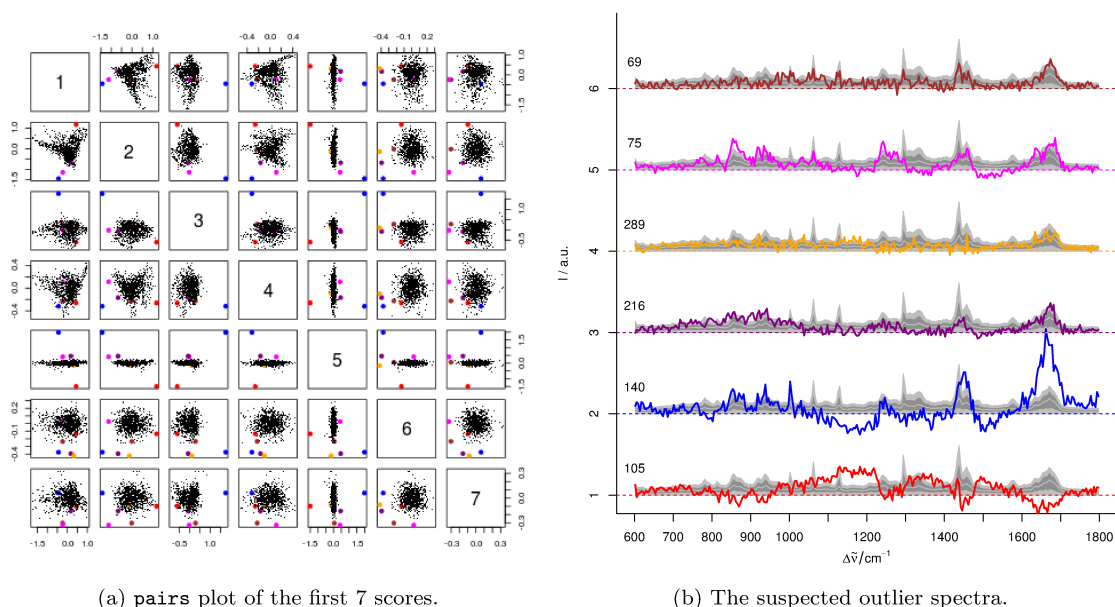 -1.0 0.0 1.0
-0.4 0.0 0.4
-0.4 -0.1 0.2
1
-1.5 0.0 1.0
-1.5 0.0 1.0
2
3
-0.5 0.5 1.0
-0.4 0.0 0.4
4
5
-1.5 0.0 1.5
-0.4 -0.1 0.2
6
7
-0.3 0.0 0.3
-1.5 0.0 1.0
-0.5 0.5
-1.5 0.0 1.0
-0.3 0.0 0.3
69
6
75
5
289
4
I / a.u.
216
3
140
2
105
1
600 800 1000 1200 1400 1600 1800
Δν̃/cm⁻¹
(a) pairs plot of the first 7 scores.
(b) The suspected outlier spectra.